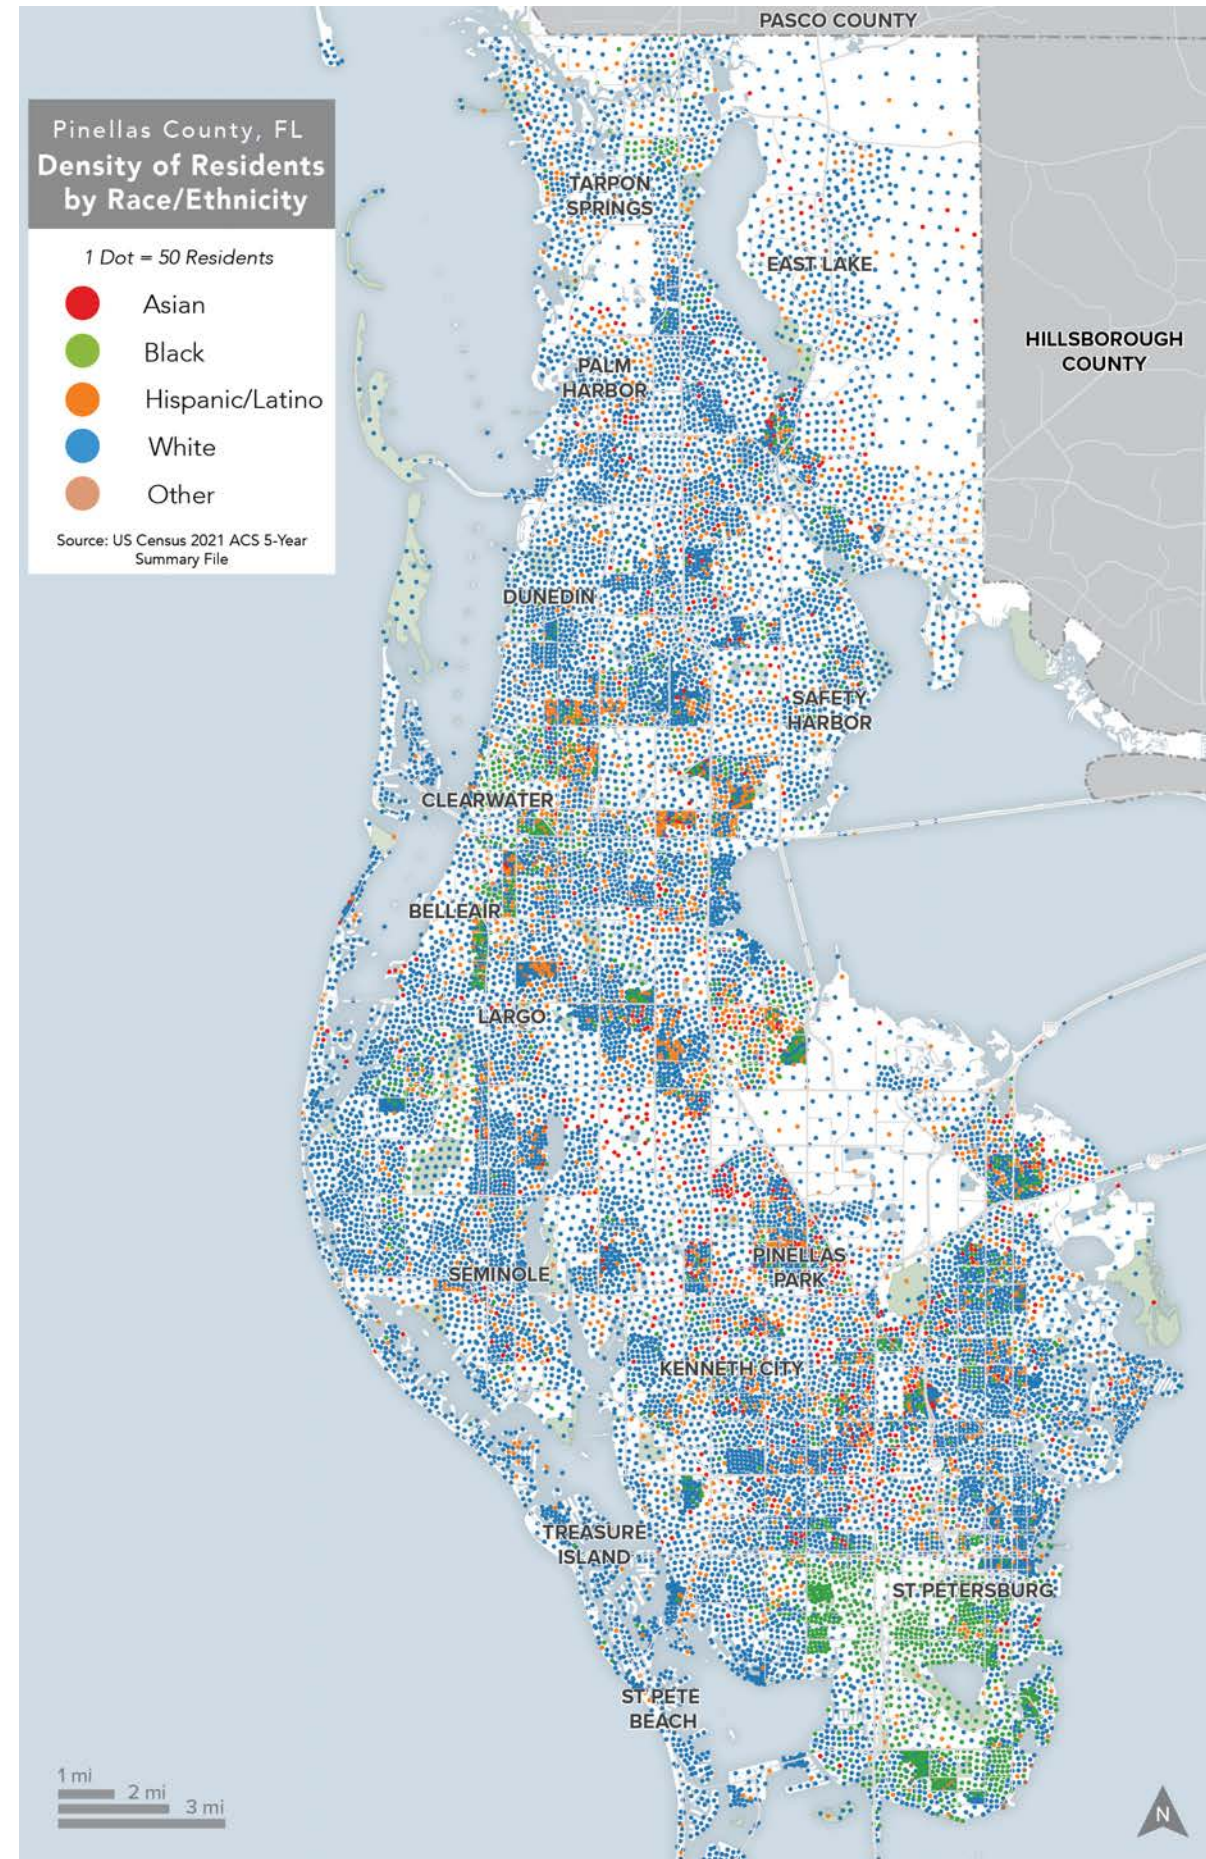 PASCO COUNTY
Pinellas County, FL
Density of Residents
by Race/Ethnicity
1 Dot = 50 Residents
Asian
Black
Hispanic/Latino
White
Other
Source: US Census 2021 ACS 5-Year
Summary File
TARPON
SPRINGS
EAST LAKE
HILLSBOROUGH
COUNTY
PALM
HARBOR
DUNEDIN
SAFETY
HARBOR
CLEARWATER
BELLEAIR
LARGO
PINELLAS
PARK
SEMINOLE
KENNETH CITY
TREASURE
ISLAND
ST PETERSBURG
ST PETE
BEACH
1 mi
2 mi
3 mi
N